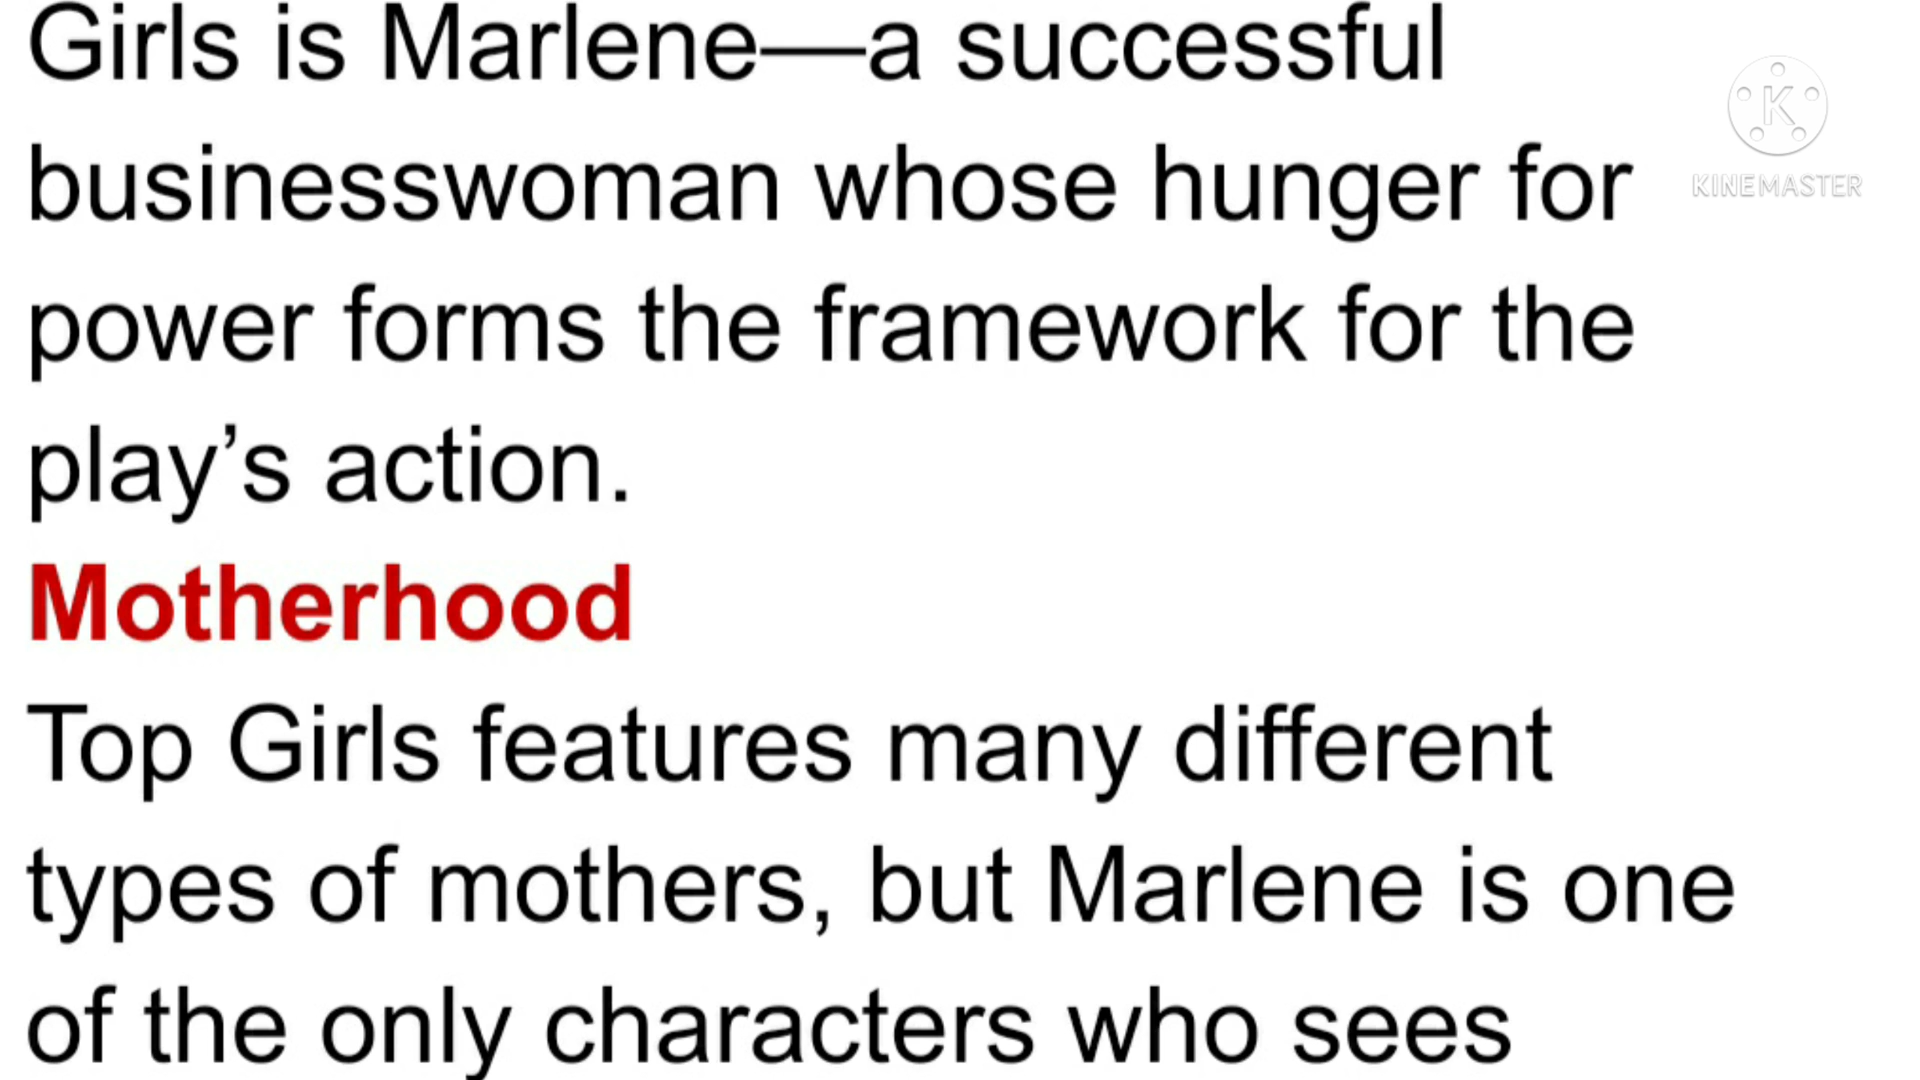 Girls is Marlene—a successful
businesswoman whose hunger for
power forms the framework for the
play’s action.
Motherhood
Top Girls features many different
types of mothers, but Marlene is one
of the only characters who sees
K
KINEMASTER